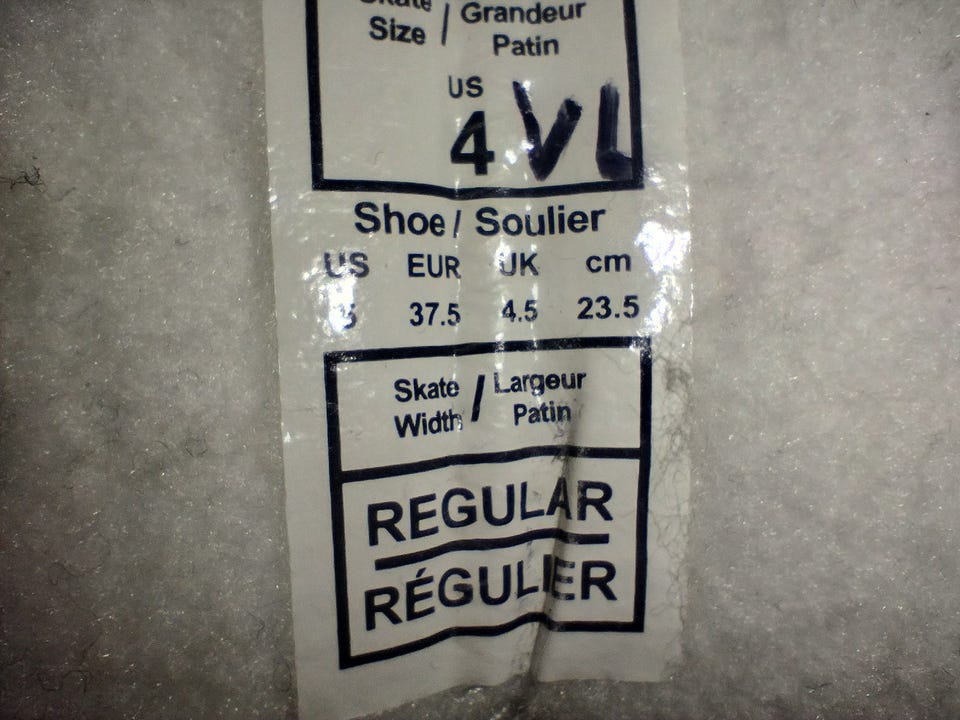 Skate / Grandeur
Size Patin
US
4 VL
Shoe / Soulier
US EUR UK cm
37.5 4.5 23.5
Skate / Largeur
Width Patin
REGULAR
RÉGULIER